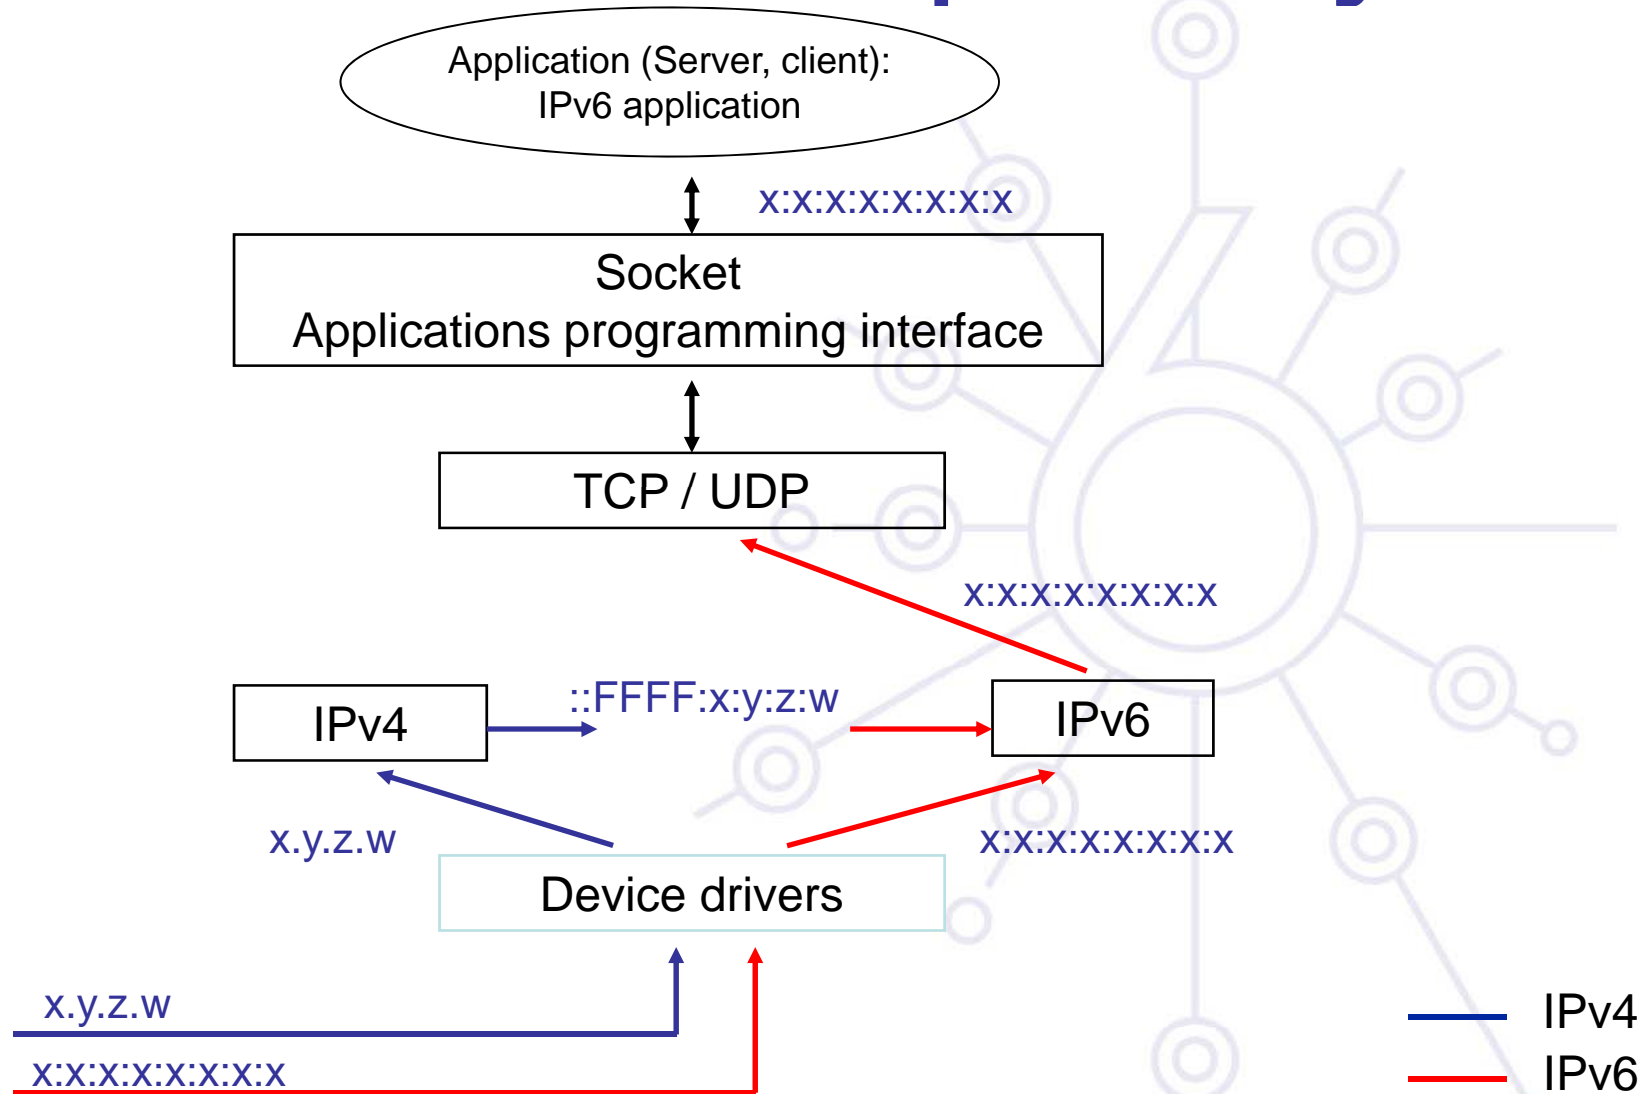 Application (Server, client):
IPv6 application
x:x:x:x:x:x:x:x
Socket
Applications programming interface
TCP / UDP
x:x:x:x:x:x:x:x
IPv4
::FFFF:x:y:z:w
IPv6
x.y.z.w
x:x:x:x:x:x:x:x
Device drivers
x.y.z.w
x:x:x:x:x:x:x:x
IPv4
IPv6